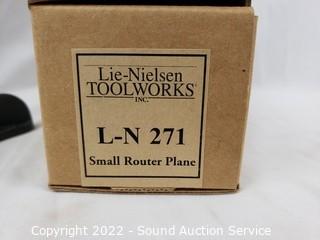 Lie-Nielsen
TOOLWORKS®
INC.
L-N 271
Small Router Plane
Copyright 2022 - Sound Auction Service